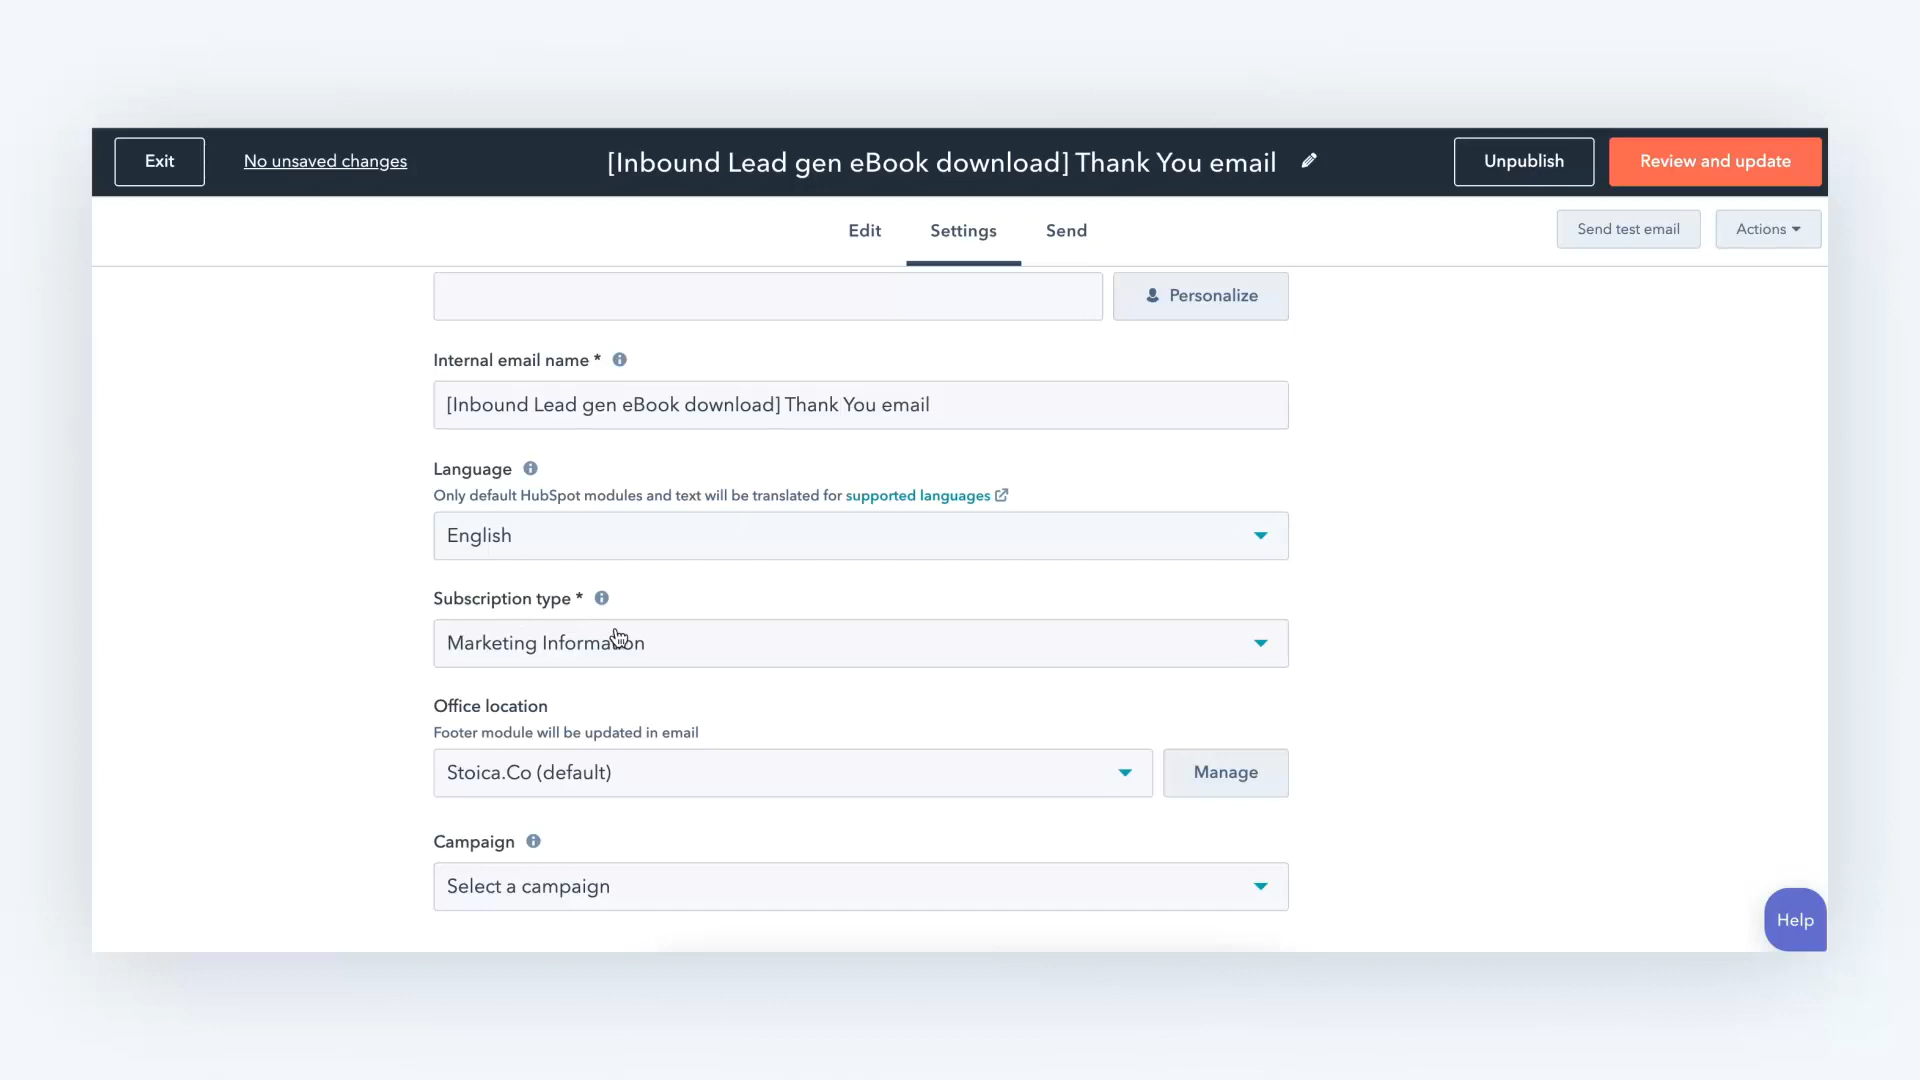 Exit
No unsaved changes
[Inbound Lead gen eBook download] Thank You email
Unpublish
Review and update
Edit
Settings
Send
Send test email
Actions
Personalize
Internal email name *
[Inbound Lead gen eBook download] Thank You email
Language
Only default HubSpot modules and text will be translated for supported languages
English
Subscription type *
Marketing Information
Office location
Footer module will be updated in email
Stoica.Co (default)
Manage
Campaign
Select a campaign
Help